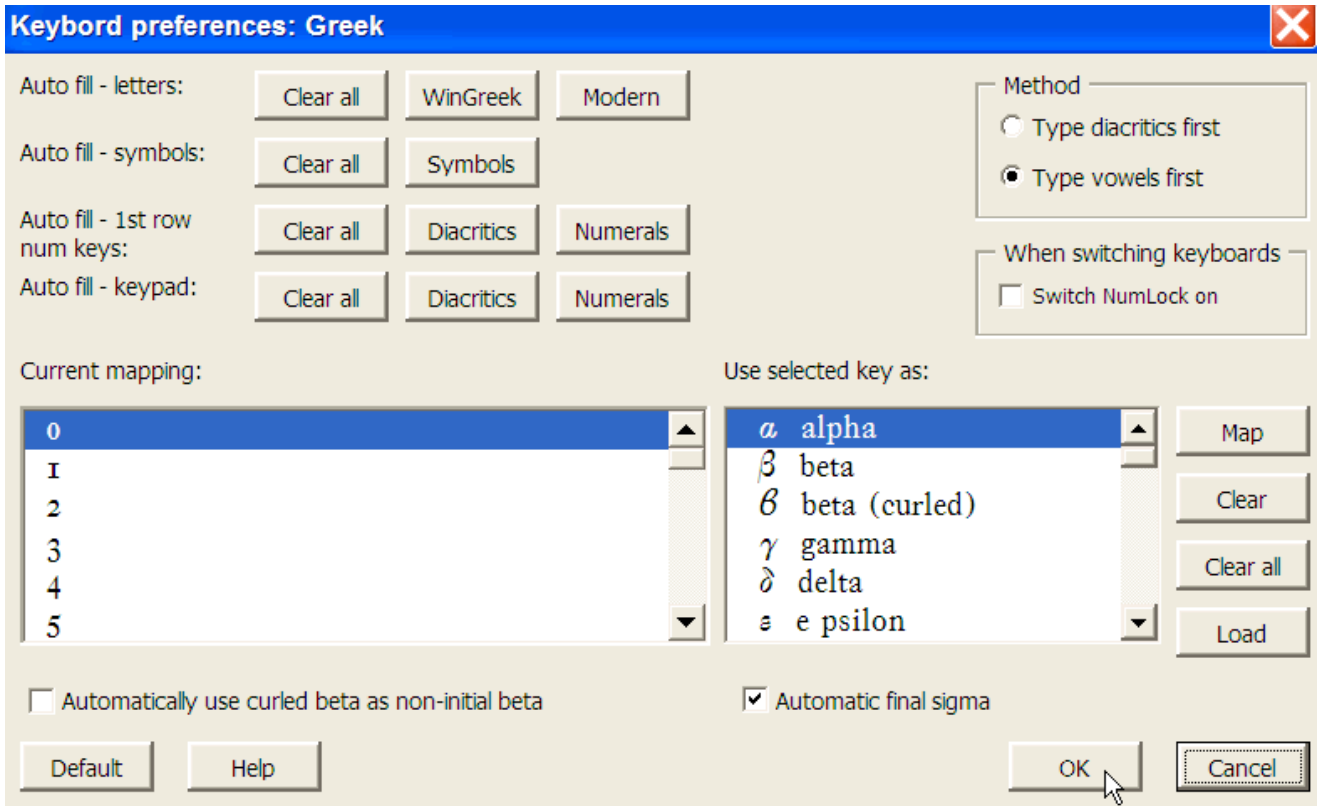 Keybord preferences: Greek
Auto fill - letters:
Clear all
WinGreek
Modern
Auto fill - symbols:
Clear all
Symbols
Auto fill - 1st row
num keys:
Clear all
Diacritics
Numerals
Auto fill - keypad:
Clear all
Diacritics
Numerals
Method
Type diacritics first
Type vowels first
When switching keyboards
Switch NumLock on
Current mapping:
0
1
2
3
4
5
Use selected key as:
α alpha
β beta
ϐ beta (curled)
γ gamma
δ delta
ε e psilon
Map
Clear
Clear all
Load
Automatically use curled beta as non-initial beta
Automatic final sigma
Default
Help
OK
Cancel